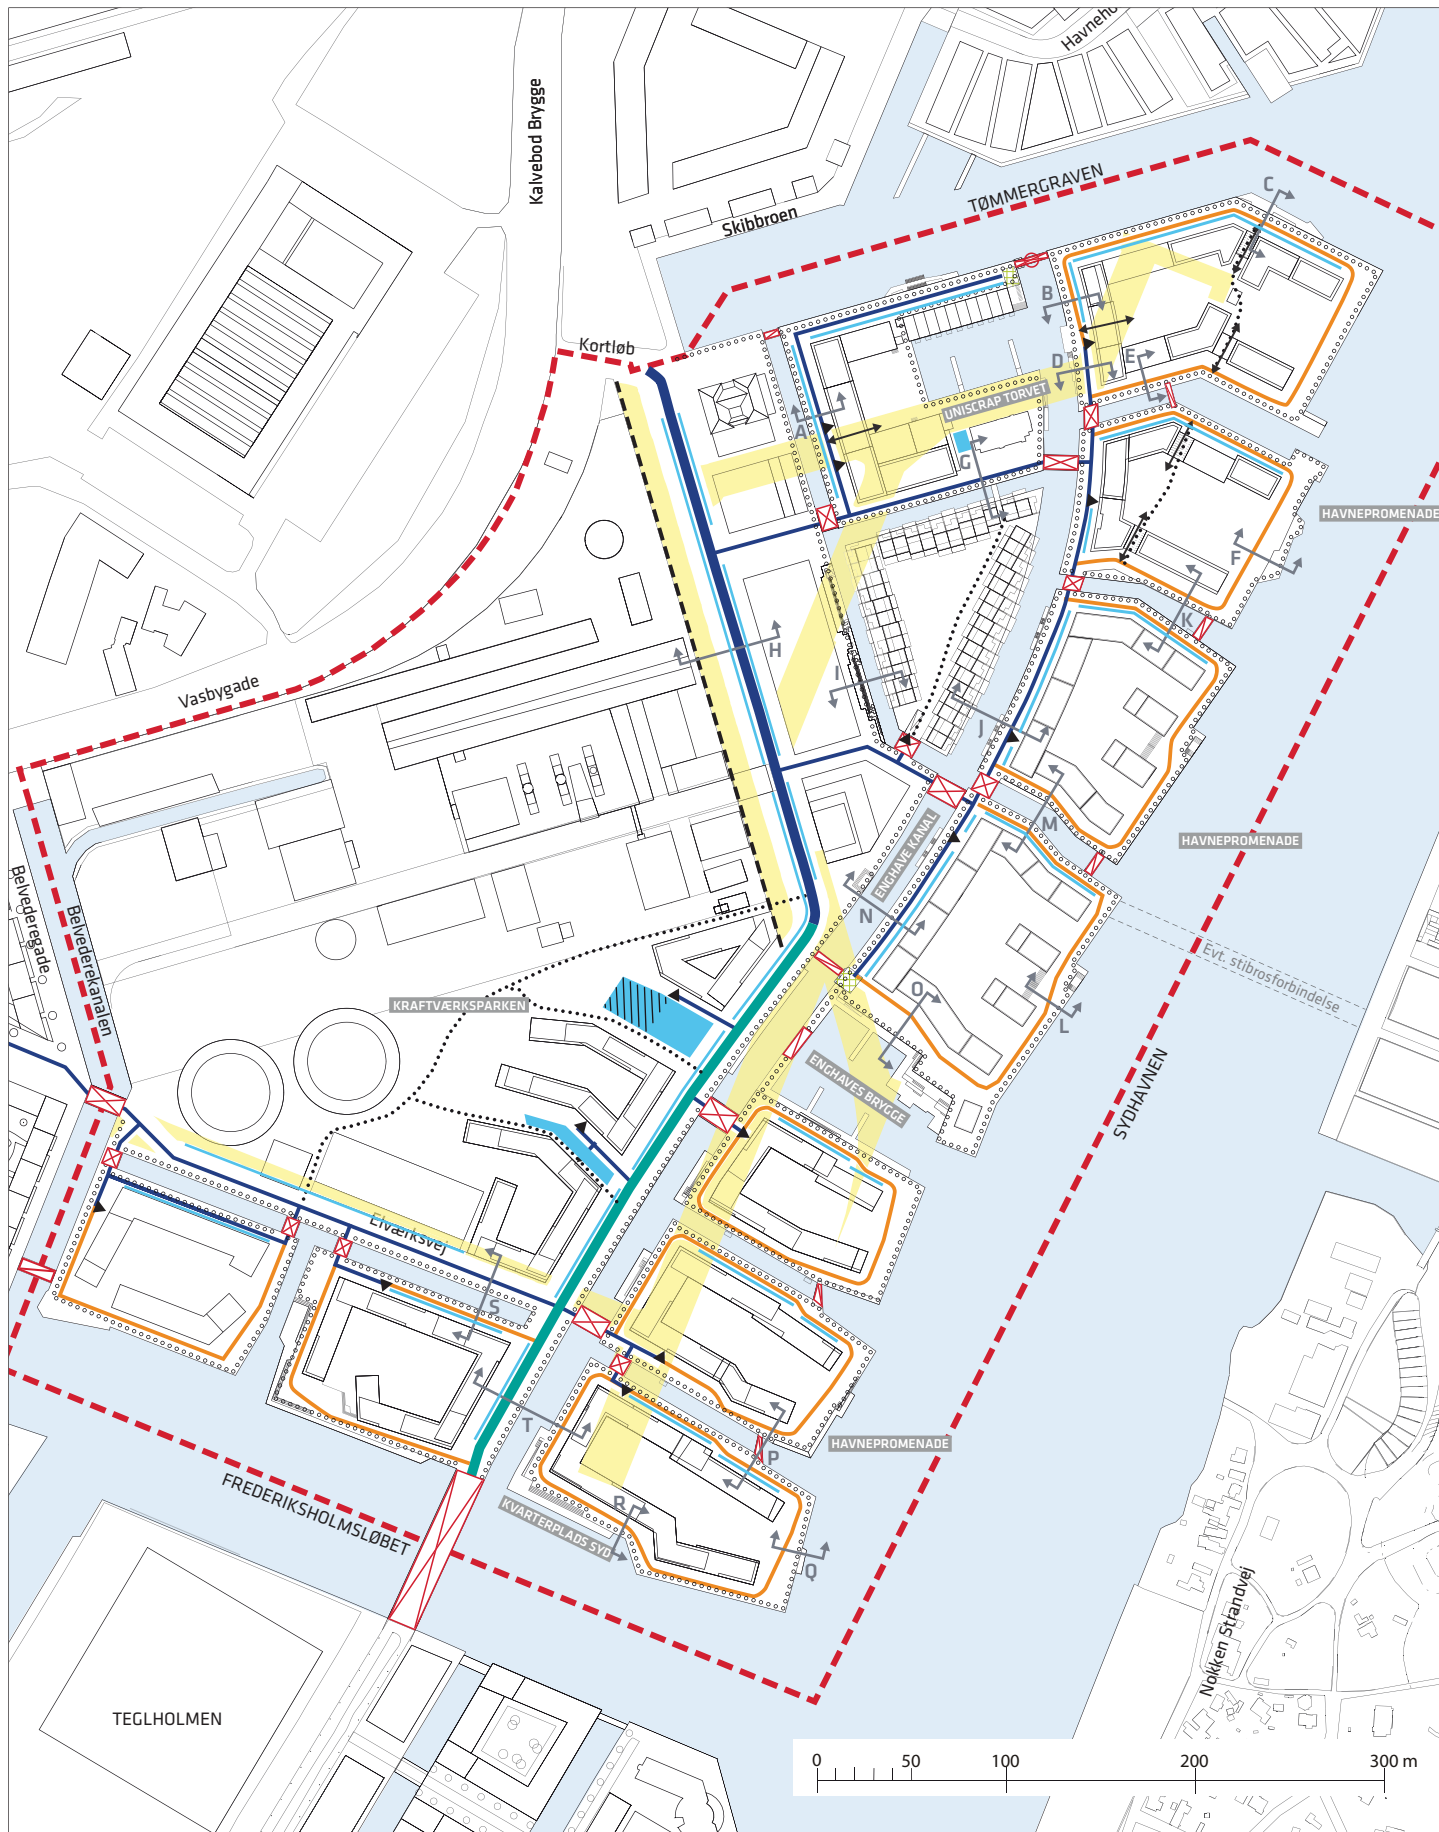 Havneho
Kalvebod Brygge
TØMMERGRAVEN
C
Skibbroen
B
Kortløb
D
E
UNISCRAP TORVET
A
G
HAVNEPROMENADE
F
K
H
I
Vasbygade
J
M
HAVNEPROMENADE
ENGHAVE KANAL
Belvederegade
Belvederekanalen
N
Evt. stibrosforbindelse
O
KRAFTVÆRKSPARKEN
L
ENGHAVES BRYGGE
SYDHAVNEN
Elværksvej
S
T
HAVNEPROMENADE
P
FREDERIKSHOLMSLØBET
R
KVARTERPLADS SYD
Q
Nokken Strandvej
TEGLHOLMEN
0 50 100 200 300 m